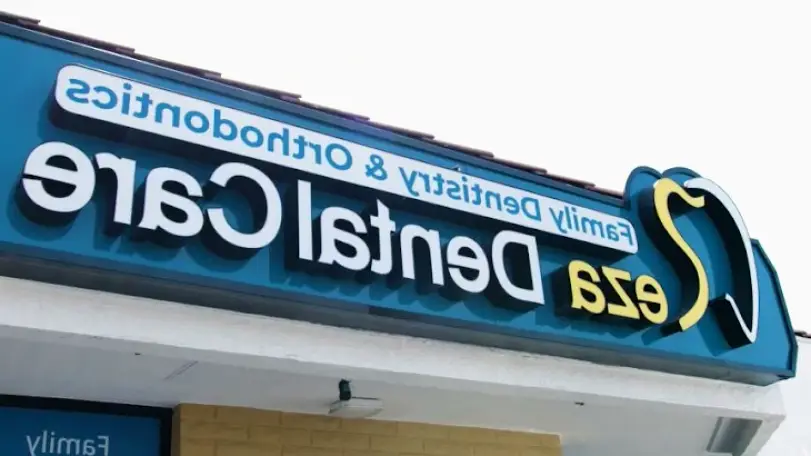 Family Dentistry & Orthodontics
eza Dental Care
Family